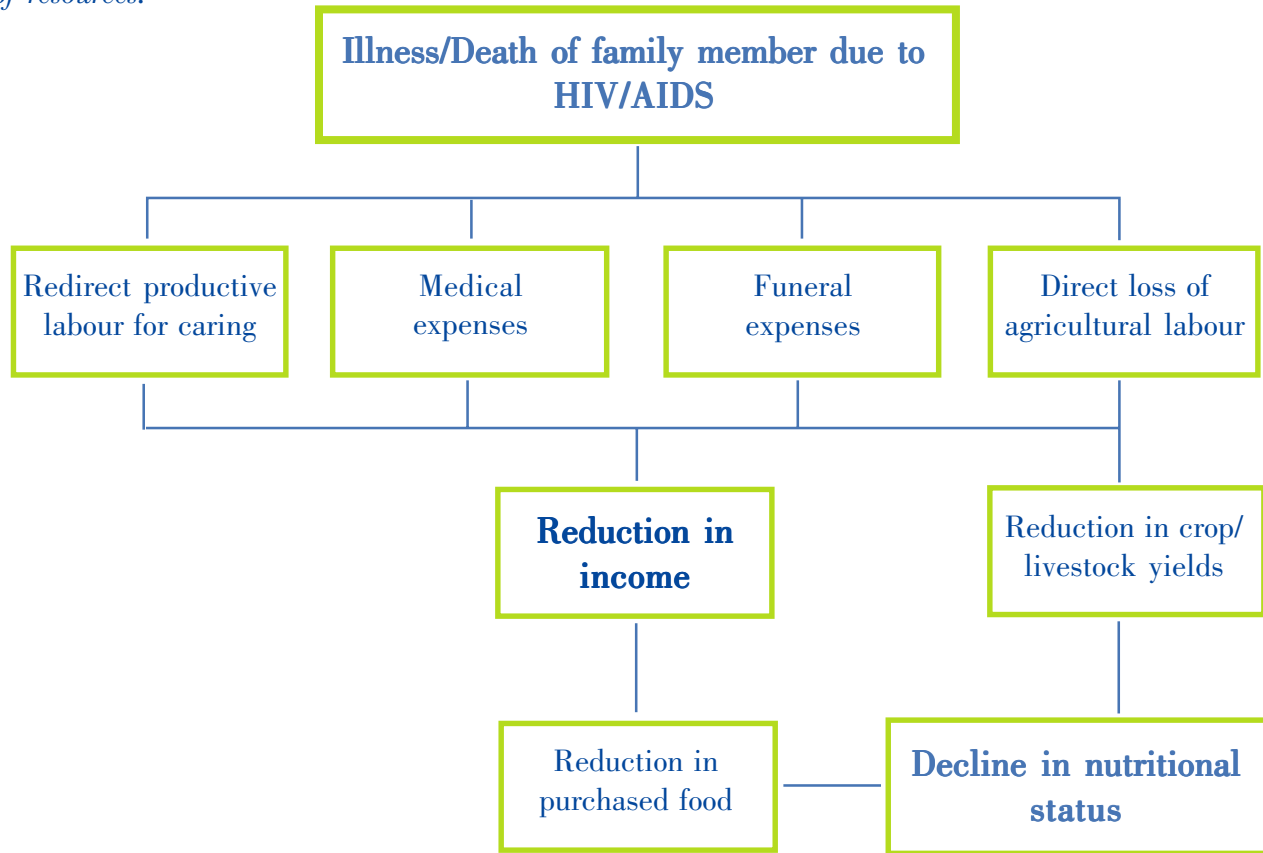 of resources.
Illness/Death of family member due to
HIV/AIDS
Redirect productive
labour for caring
Medical
expenses
Funeral
expenses
Direct loss of
agricultural labour
Reduction in
income
Reduction in crop/
livestock yields
Reduction in
purchased food
Decline in nutritional
status